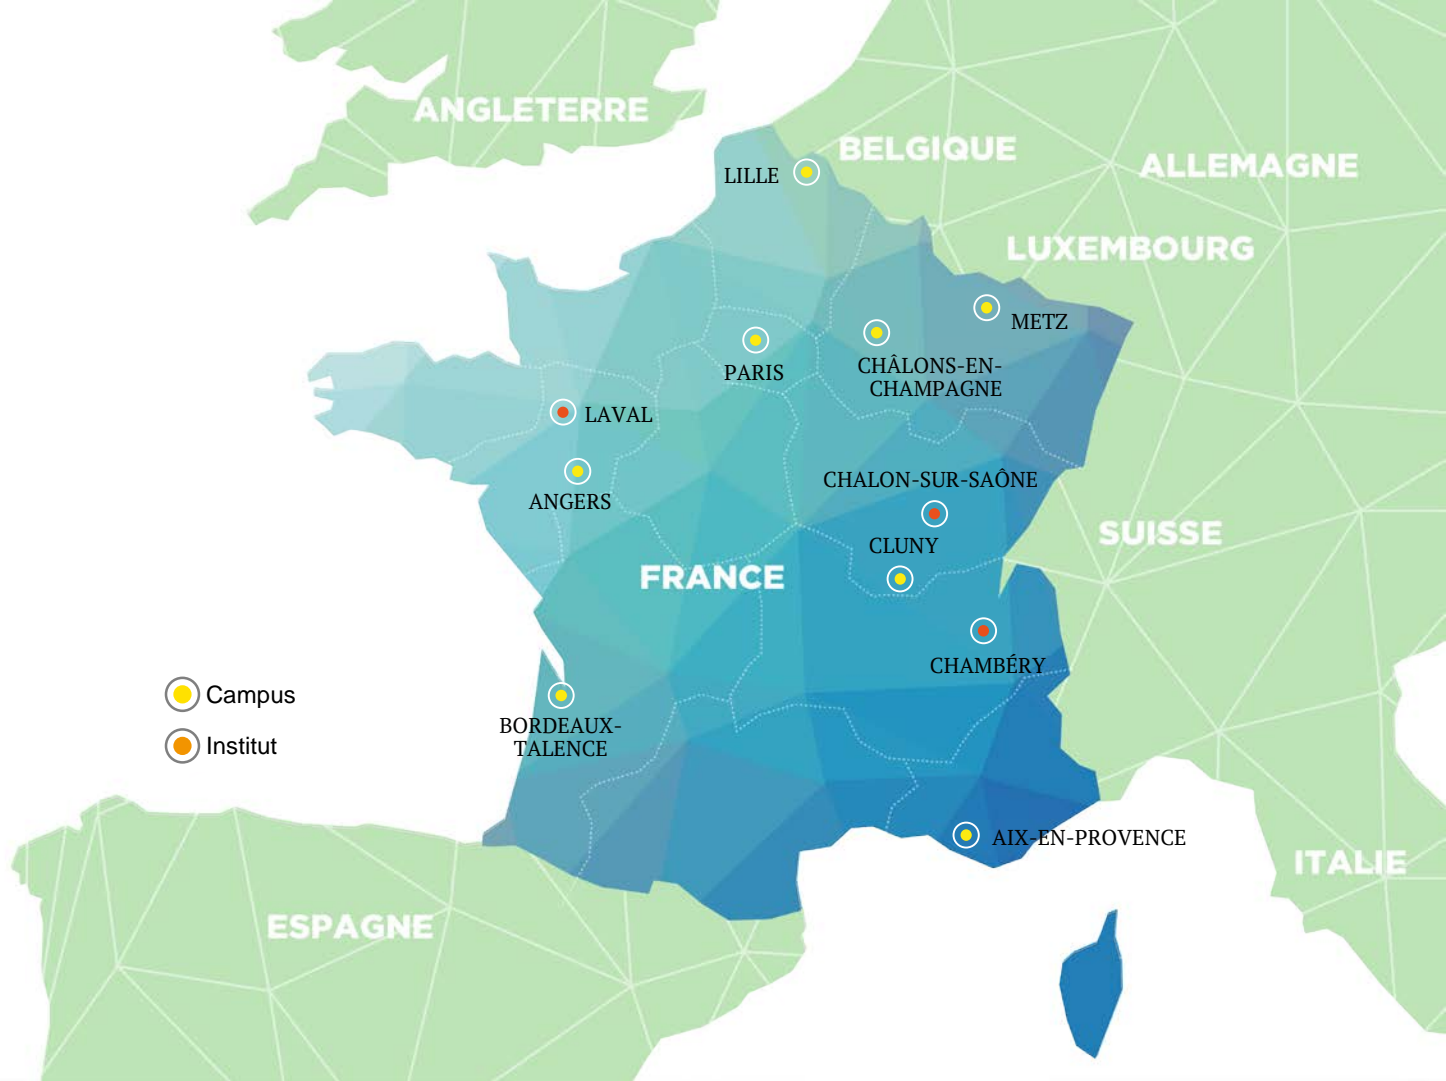 ANGLETERRE
BELGIQUE
ALLEMAGNE
LILLE
LUXEMBOURG
METZ
PARIS
CHÂLONS-EN-
CHAMPAGNE
LAVAL
CHALON-SUR-SAÔNE
ANGERS
SUISSE
CLUNY
FRANCE
CHAMBÉRY
Campus
BORDEAUX-
TALENCE
Institut
AIX-EN-PROVENCE
ITALIE
ESPAGNE